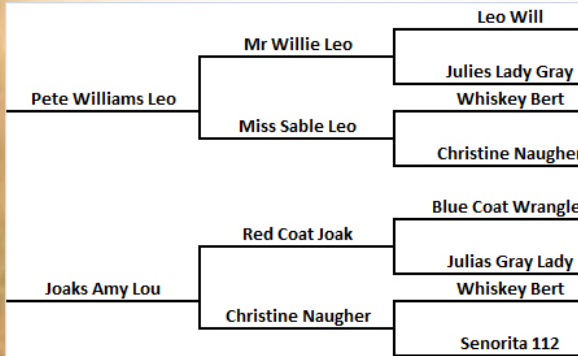 Leo Will
Mr Willie Leo
Julies Lady Gray
Pete Williams Leo
Whiskey Bert
Miss Sable Leo
Christine Naugher
Blue Coat Wrangle
Red Coat Joak
Julias Gray Lady
Joaks Amy Lou
Whiskey Bert
Christine Naugher
Senorita 112